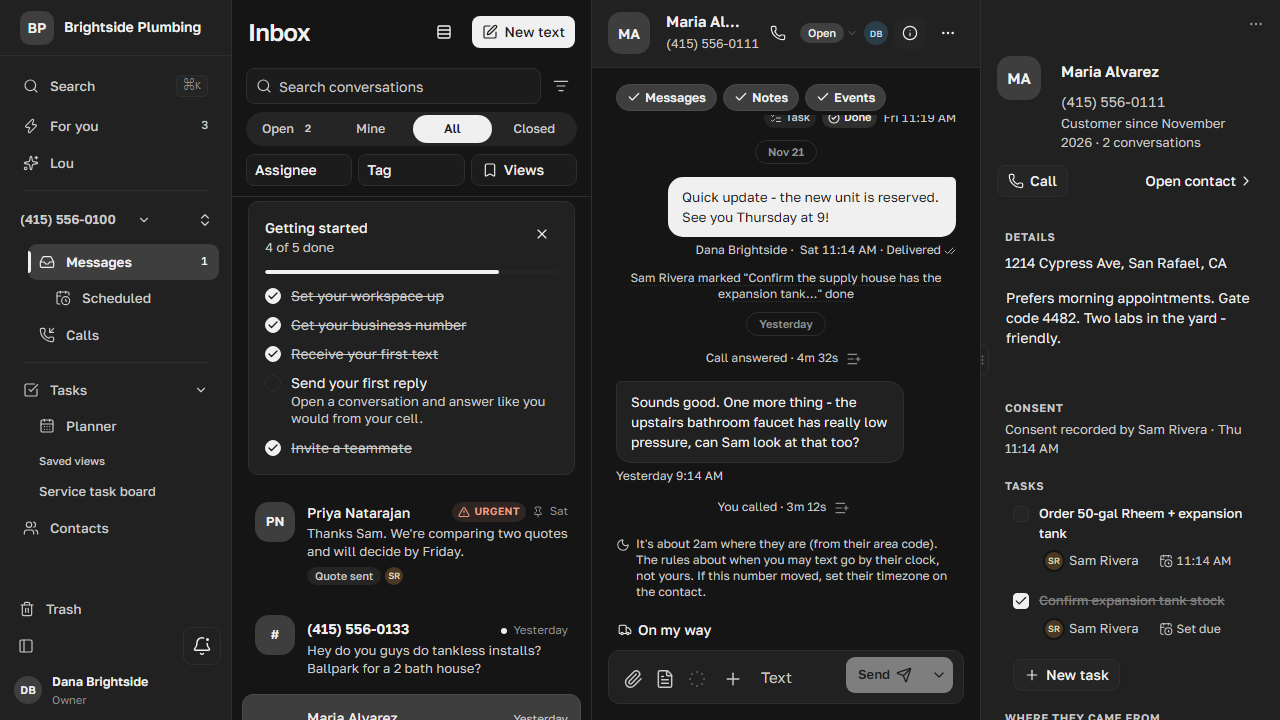 BP
Brightside Plumbing
Search
⌘K
For you
3
Lou
(415) 556-0100
Messages
1
Scheduled
Calls
Tasks
Planner
Saved views
Service task board
Contacts
Trash
DB
Dana Brightside
Owner
Inbox
New text
Search conversations
Open 2
Mine
All
Closed
Assignee
Tag
Views
Getting started
4 of 5 done
Set your workspace up
Get your business number
Receive your first text
Send your first reply
Open a conversation and answer like you
would from your cell.
Invite a teammate
PN
Priya Natarajan
URGENT
Sat
Thanks Sam. We're comparing two quotes
and will decide by Friday.
Quote sent
SR
#
(415) 556-0133
Yesterday
Hey do you guys do tankless installs?
Ballpark for a 2 bath house?
Maria Alvarez
Yesterday
MA
Maria Al...
(415) 556-0111
Open
DB
Messages
Notes
Events
Task
Done
Fri 11:19 AM
Nov 21
Quick update - the new unit is reserved.
See you Thursday at 9!
Dana Brightside · Sat 11:14 AM · Delivered
Sam Rivera marked "Confirm the supply house has the
expansion tank…" done
Yesterday
Call answered · 4m 32s
Sounds good. One more thing - the
upstairs bathroom faucet has really low
pressure, can Sam look at that too?
Yesterday 9:14 AM
You called · 3m 12s
It's about 2am where they are (from their area code).
The rules about when you may text go by their clock,
not yours. If this number moved, set their timezone on
the contact.
On my way
Text
Send
MA
Maria Alvarez
(415) 556-0111
Customer since November
2026 · 2 conversations
Call
Open contact
DETAILS
1214 Cypress Ave, San Rafael, CA
Prefers morning appointments. Gate
code 4482. Two labs in the yard -
friendly.
CONSENT
Consent recorded by Sam Rivera · Thu
11:14 AM
TASKS
Order 50-gal Rheem + expansion
tank
SR
Sam Rivera
11:14 AM
Confirm expansion tank stock
SR
Sam Rivera
Set due
New task
WHERE THEY CAME FROM